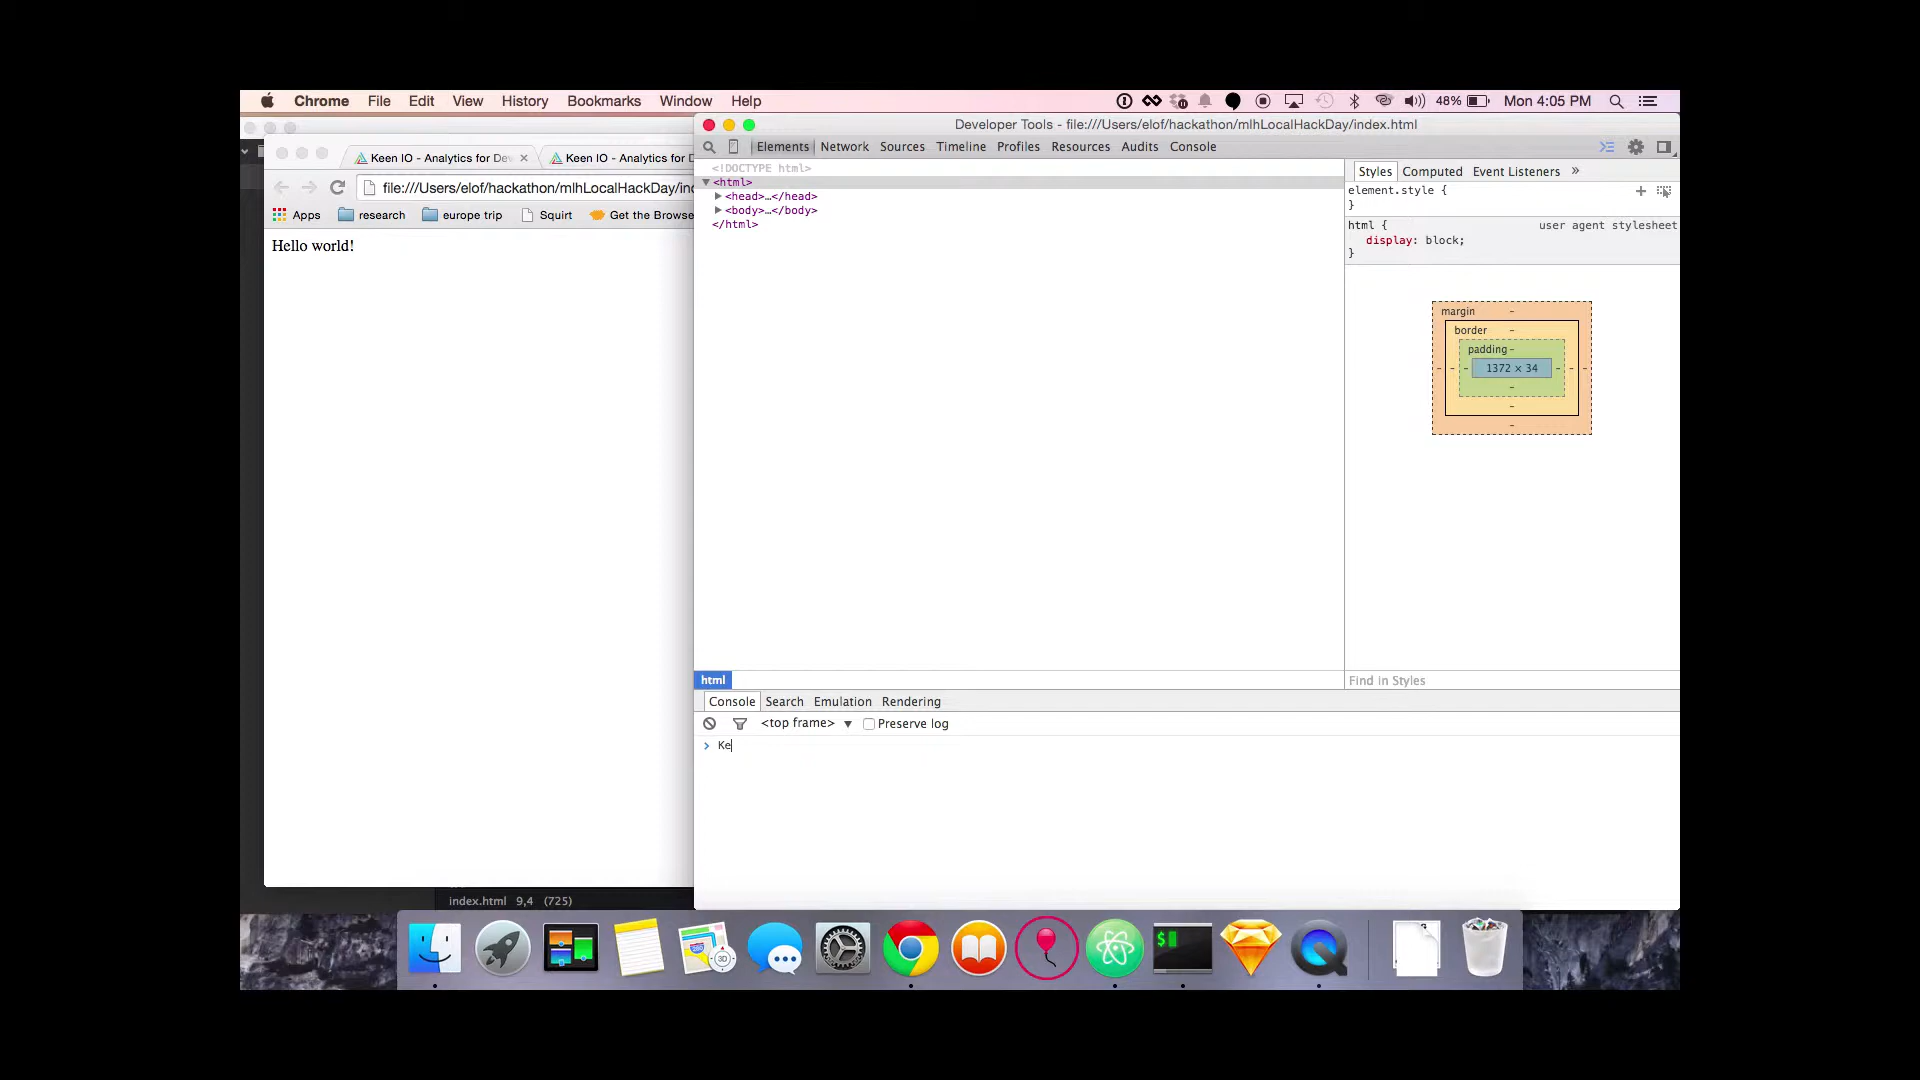 Chrome File Edit View History Bookmarks Window Help 48% Mon 4:05 PM
Developer Tools - file:///Users/elof/hackathon/mlhLocalHackDay/index.html
Keen IO - Analytics for De × Keen IO - Analytics for D
Elements Network Sources Timeline Profiles Resources Audits Console
file:///Users/elof/hackathon/mlhLocalHackDay/ind
Apps research europe trip Squirt Get the Browse
Hello world!
<!DOCTYPE html>
▼<html>
▶<head>…</head>
▶<body>…</body>
</html>
Styles Computed Event Listeners »
element.style {
}
html { user agent stylesheet
display: block;
}
margin -
border -
padding -
- - - 1372 × 34 - - -
-
-
-
html
Find in Styles
Console Search Emulation Rendering
<top frame> ▼ Preserve log
> Ke
index.html 9,4 (725)
3D
$